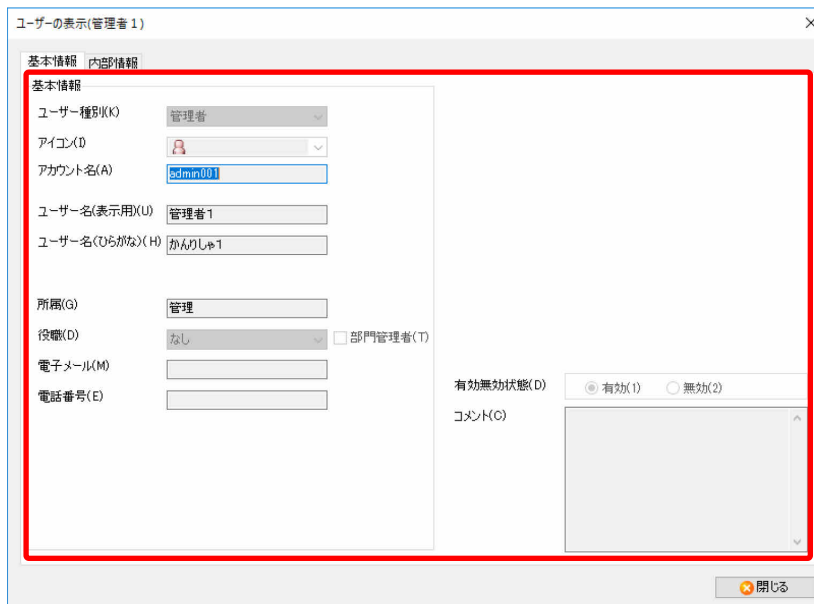 ユーザーの表示(管理者1)
基本情報 内部情報
基本情報
ユーザー種別(K) 管理者
アイコン(I)
アカウント名(A) admin001
ユーザー名(表示用)(U) 管理者1
ユーザー名(ひらがな)(H) かんりしゃ1
所属(G) 管理
役職(D) なし 部門管理者(T)
電子メール(M)
電話番号(E)
有効無効状態(D) 有効(1) 無効(2)
コメント(C)
閉じる